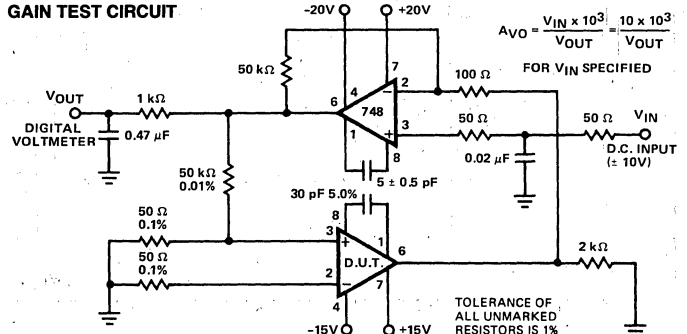 GAIN TEST CIRCUIT
-20V
+20V
AVO = VIN x 10³ / VOUT = 10 x 10³ / VOUT
FOR VIN SPECIFIED
50 kΩ
4
7
2
100 Ω
VOUT
1 kΩ
6
748
50 Ω
50 Ω
VIN
DIGITAL
VOLTMETER
0.47 µF
1
3
8
0.02 µF
D.C. INPUT
(± 10V)
50 kΩ
0.01%
5 ± 0.5 pF
30 pF 5.0%
50 Ω
0.1%
8
3
1
6
2 kΩ
50 Ω
0.1%
D.U.T.
2
7
4
TOLERANCE OF
ALL UNMARKED
RESISTORS IS 1%
-15V
+15V